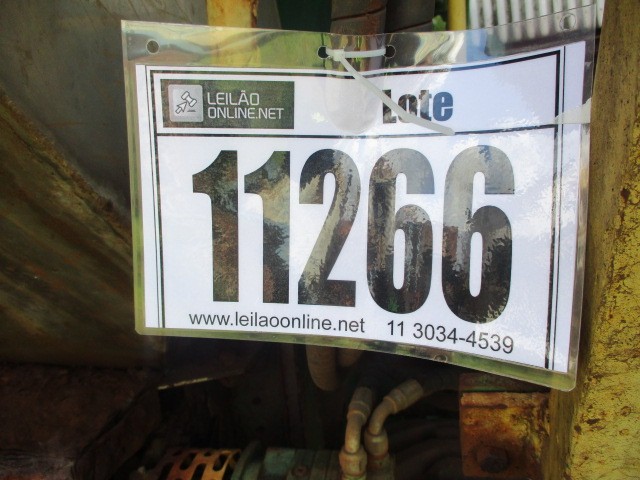 LEILÃO
ONLINE.NET
Lote
11266
www.leilaoonline.net 11 3034-4539